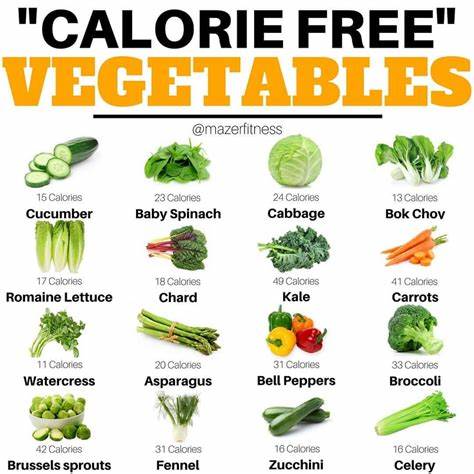 "CALORIE FREE"
VEGETABLES
@mazerfitness
15 Calories
Cucumber
23 Calories
Baby Spinach
24 Calories
Cabbage
13 Calories
Bok Choy
17 Calories
Romaine Lettuce
18 Calories
Chard
49 Calories
Kale
41 Calories
Carrots
11 Calories
Watercress
20 Calories
Asparagus
31 Calories
Bell Peppers
33 Calories
Broccoli
42 Calories
Brussels sprouts
31 Calories
Fennel
16 Calories
Zucchini
16 Calories
Celery